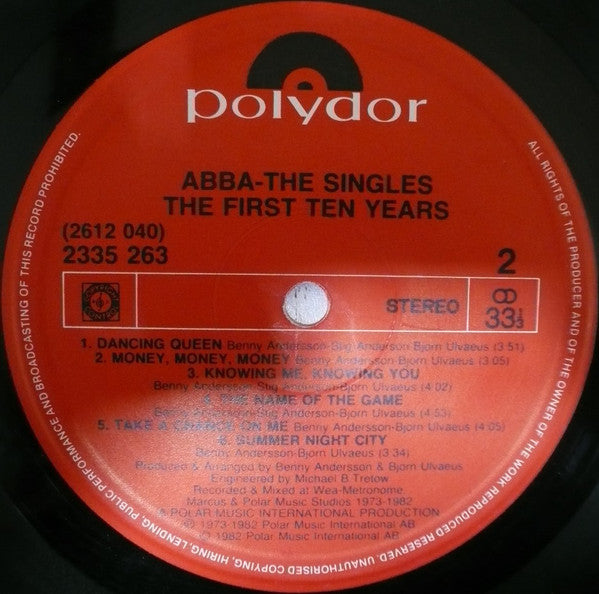 polydor
ABBA-THE SINGLES
THE FIRST TEN YEARS
(2612 040)
2335 263
2
STEREO
33⅓
1. DANCING QUEEN Benny Andersson-Stig Anderson Bjorn Ulvaeus (3:51)
2. MONEY, MONEY, MONEY Benny Andersson Bjorn Ulvaeus (3:05)
3. KNOWING ME, KNOWING YOU
Benny Andersson-Stig Anderson-Bjorn Ulvaeus (4:02)
4. THE NAME OF THE GAME
Benny Andersson-Stig Anderson-Bjorn Ulvaeus (4:53)
5. TAKE A CHANCE ON ME Benny Andersson-Bjorn Ulvaeus (4:05)
6. SUMMER NIGHT CITY
Benny Andersson-Bjorn Ulvaeus (3:34)
Produced & Arranged by Benny Andersson & Bjorn Ulvaeus
Engineered by Michael B Tretow
Recorded & Mixed at Wea-Metronome,
Marcus & Polar Music Studios 1973-1982
A POLAR MUSIC INTERNATIONAL PRODUCTION
℗ 1973-1982 Polar Music International AB
© 1982 Polar Music International AB
ALL RIGHTS OF THE PRODUCER AND OF THE OWNER OF THE WORK REPRODUCED RESERVED. UNAUTHORISED COPYING, HIRING, LENDING, PUBLIC PERFORMANCE AND BROADCASTING OF THIS RECORD PROHIBITED.